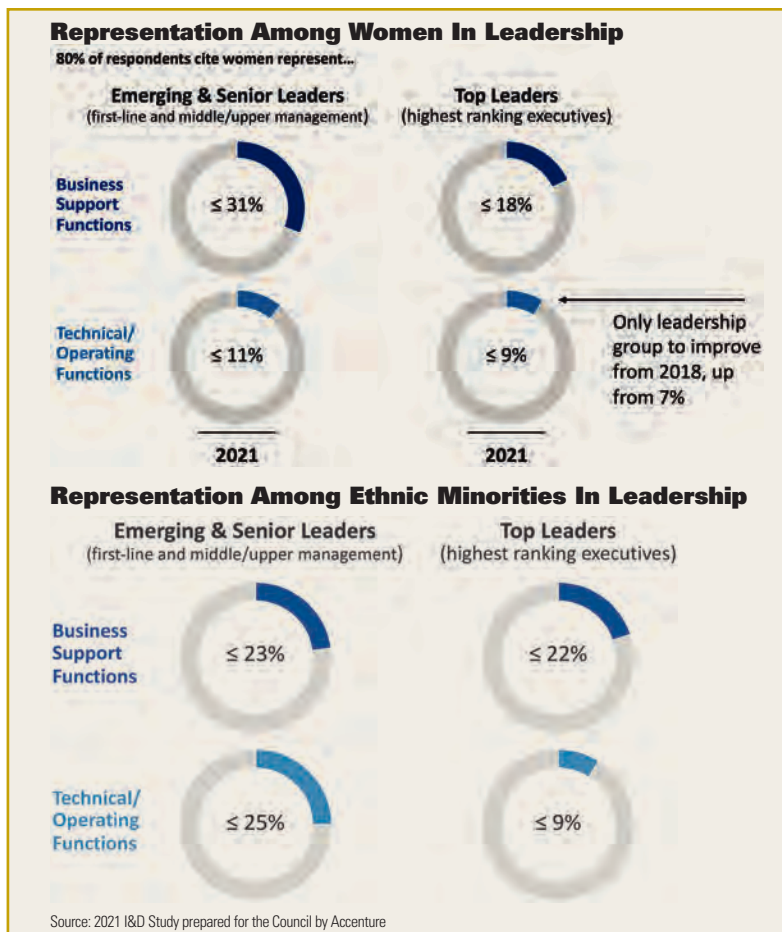 Representation Among Women In Leadership
80% of respondents cite women represent...
Emerging & Senior Leaders
(first-line and middle/upper management)
Top Leaders
(highest ranking executives)
Business
Support
Functions
≤ 31%
≤ 18%
Technical/
Operating
Functions
≤ 11%
≤ 9%
Only leadership
group to improve
from 2018, up
from 7%
2021
2021
Representation Among Ethnic Minorities In Leadership
Emerging & Senior Leaders
(first-line and middle/upper management)
Top Leaders
(highest ranking executives)
Business
Support
Functions
≤ 23%
≤ 22%
Technical/
Operating
Functions
≤ 25%
≤ 9%
Source: 2021 I&D Study prepared for the Council by Accenture